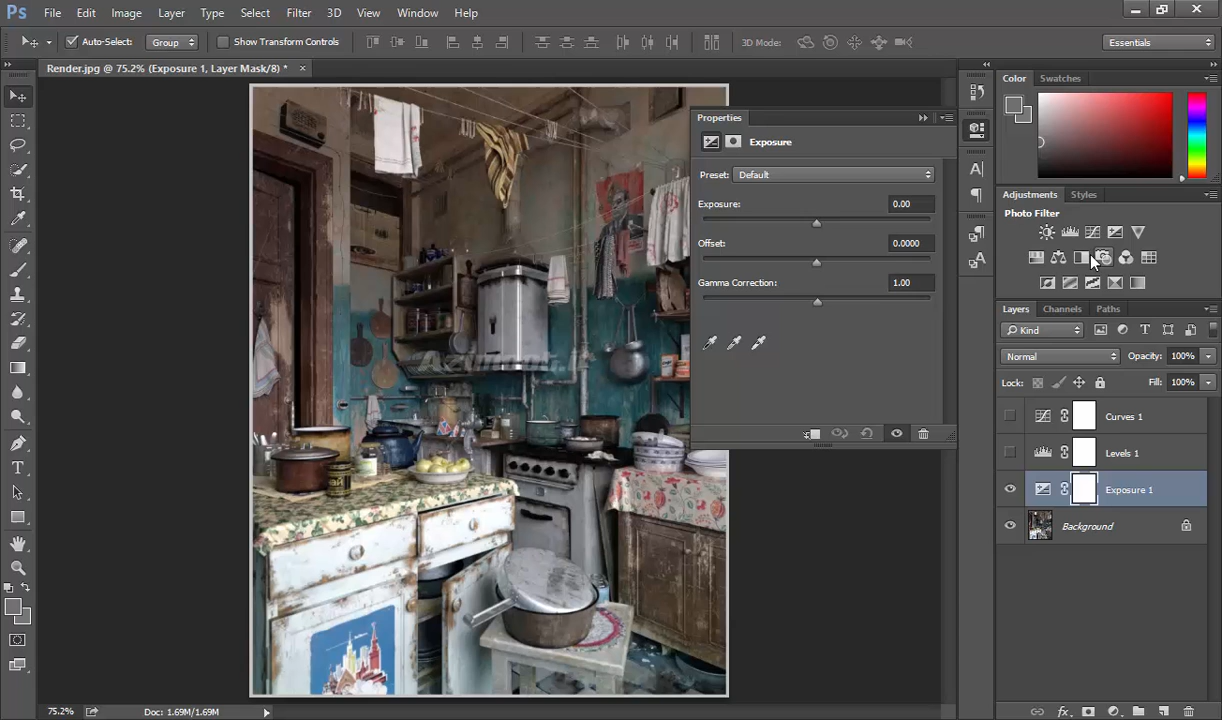 Ps File Edit Image Layer Type Select Filter 3D View Window Help
Auto-Select: Group Show Transform Controls 3D Mode: Essentials
Render.jpg @ 75.2% (Exposure 1, Layer Mask/8) *
Color Swatches
Properties
Exposure
Preset: Default
Exposure: 0.00
Offset: 0.0000
Gamma Correction: 1.00
Adjustments Styles
Photo Filter
Layers Channels Paths
Kind
Normal Opacity: 100%
Lock: Fill: 100%
Curves 1
Levels 1
Exposure 1
Background
75.2% Doc: 1.69M/1.69M